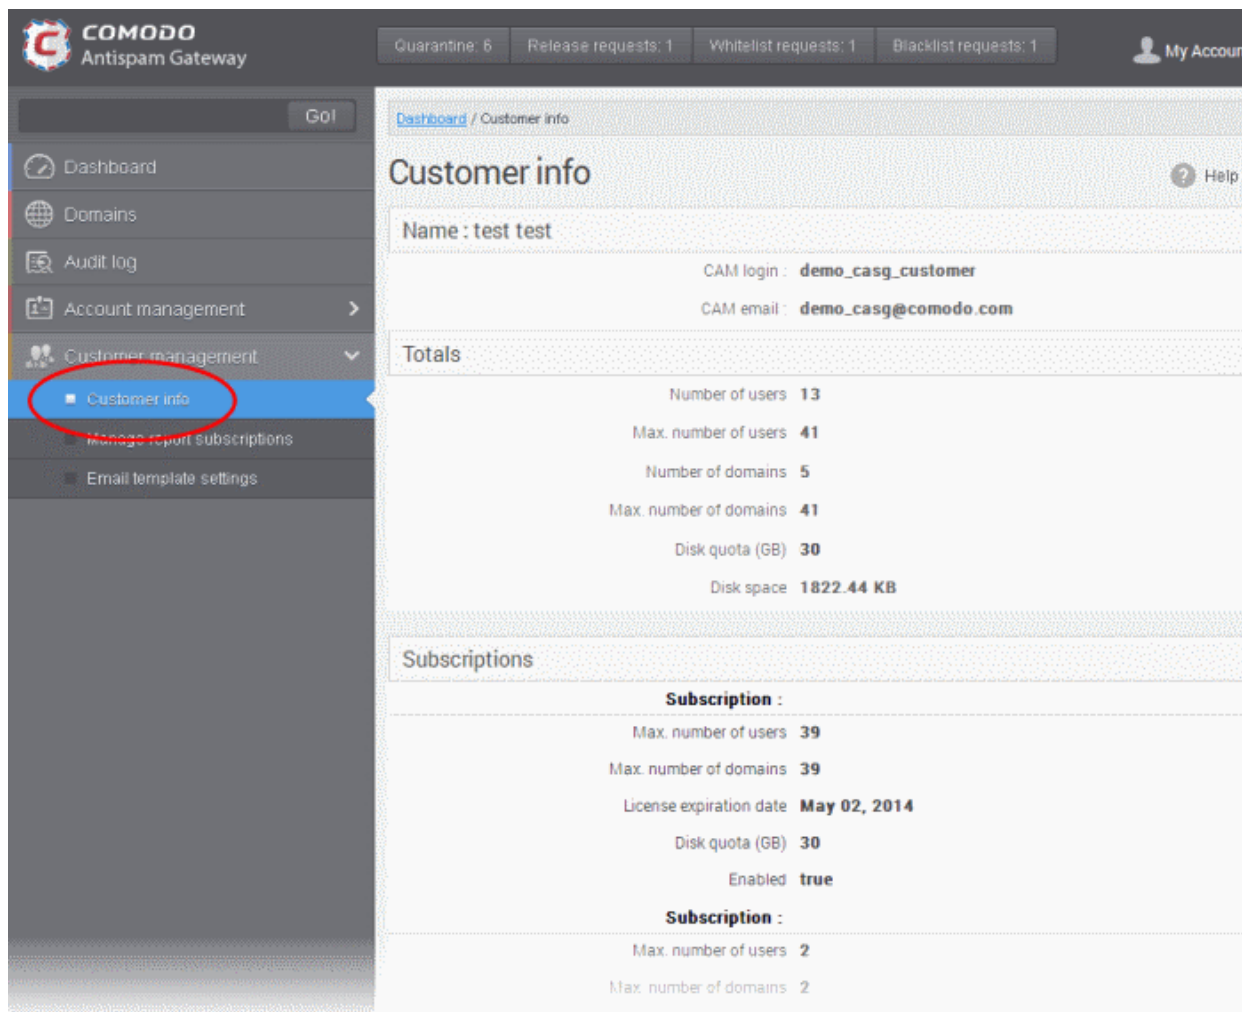 COMODO
Antispam Gateway
Quarantine: 6 Release requests: 1 Whitelist requests: 1 Blacklist requests: 1
My Accour
Go!
Dashboard
Domains
Audit log
Account management
Customer management
Customer info
Manage report subscriptions
Email template settings
Dashboard / Customer info
Customer info
Help
Name : test test
CAM login : demo_casg_customer
CAM email : demo_casg@comodo.com
Totals
Number of users 13
Max. number of users 41
Number of domains 5
Max. number of domains 41
Disk quota (GB) 30
Disk space 1822.44 KB
Subscriptions
Subscription :
Max. number of users 39
Max. number of domains 39
License expiration date May 02, 2014
Disk quota (GB) 30
Enabled true
Subscription :
Max. number of users 2
Max. number of domains 2